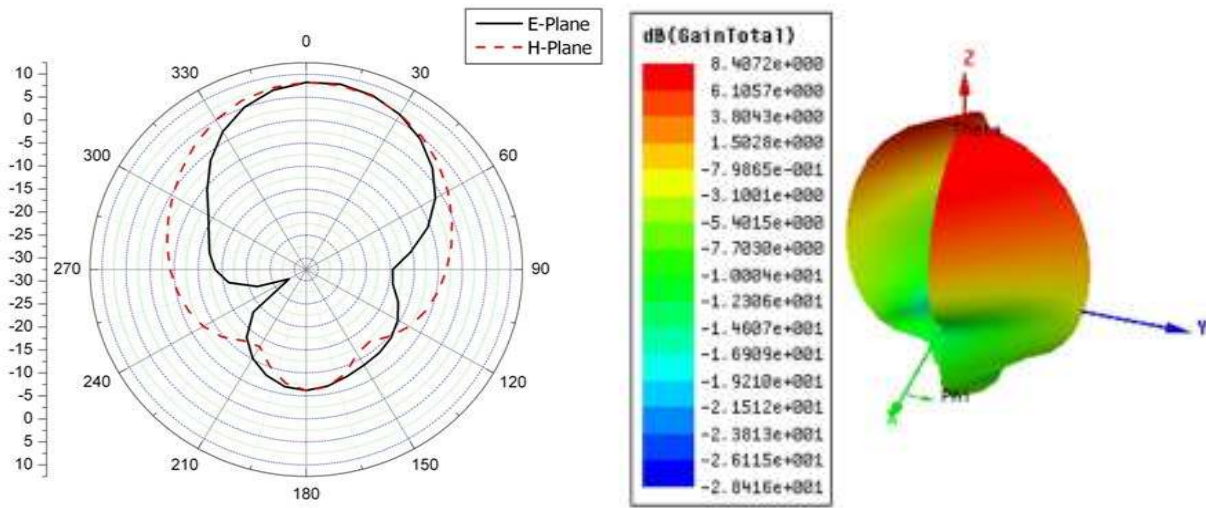 E-Plane
H-Plane
0
30
60
90
120
150
180
210
240
270
300
330
10
5
0
-5
-10
-15
-20
-25
-30
-30
-25
-20
-15
-10
-5
0
5
10
dB(GainTotal)
8.4072e+000
6.1057e+000
3.8043e+000
1.5028e+000
-7.9865e-001
-3.1001e+000
-5.4015e+000
-7.7030e+000
-1.0004e+001
-1.2306e+001
-1.4607e+001
-1.6909e+001
-1.9210e+001
-2.1512e+001
-2.3813e+001
-2.6115e+001
-2.8416e+001
Z
Theta
Y
X
Phi